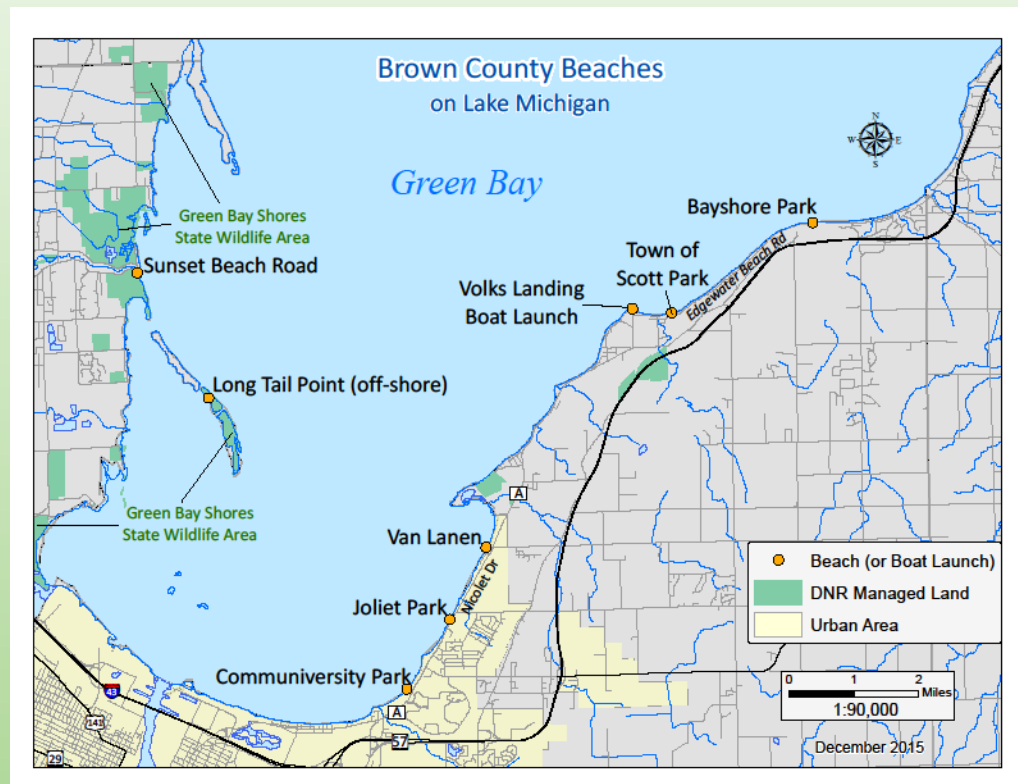 Brown County Beaches
on Lake Michigan
N
W
E
S
Green Bay
Bayshore Park
Green Bay Shores
State Wildlife Area
Town of
Scott Park
Edgewater Beach Rd
Sunset Beach Road
Volks Landing
Boat Launch
Long Tail Point (off-shore)
A
Green Bay Shores
State Wildlife Area
Van Lanen
Nicolet Dr
Joliet Park
Communiversity Park
Beach (or Boat Launch)
DNR Managed Land
Urban Area
0 1 2
Miles
1:90,000
43
141
A
57
29
December 2015